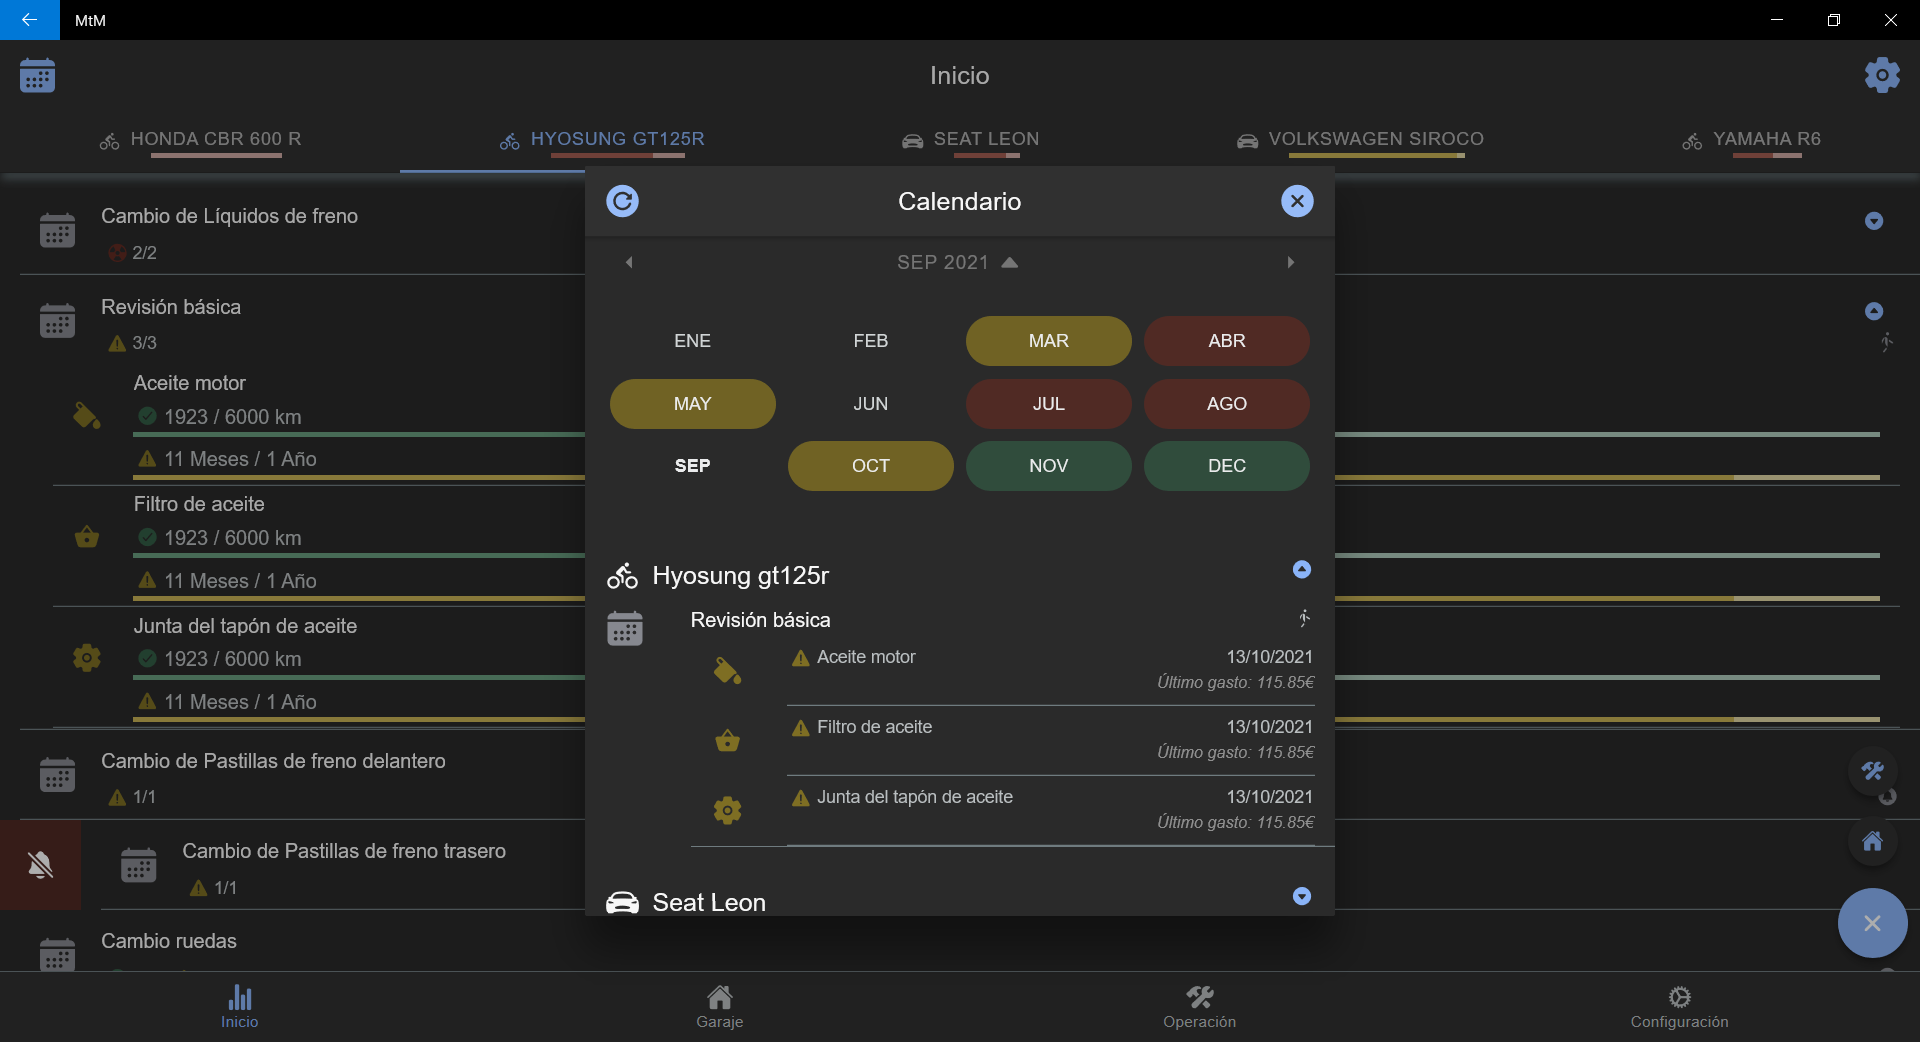 MtM
Inicio
HONDA CBR 600 R
HYOSUNG GT125R
SEAT LEON
VOLKSWAGEN SIROCO
YAMAHA R6
Cambio de Líquidos de freno
2/2
Revisión básica
3/3
Aceite motor
1923 / 6000 km
11 Meses / 1 Año
Filtro de aceite
1923 / 6000 km
11 Meses / 1 Año
Junta del tapón de aceite
1923 / 6000 km
11 Meses / 1 Año
Cambio de Pastillas de freno delantero
1/1
Cambio de Pastillas de freno trasero
1/1
Cambio ruedas
Calendario
SEP 2021
ENE FEB MAR ABR
MAY JUN JUL AGO
SEP OCT NOV DEC
Hyosung gt125r
Revisión básica
Aceite motor 13/10/2021
Último gasto: 115.85€
Filtro de aceite 13/10/2021
Último gasto: 115.85€
Junta del tapón de aceite 13/10/2021
Último gasto: 115.85€
Seat Leon
Inicio
Garaje
Operación
Configuración